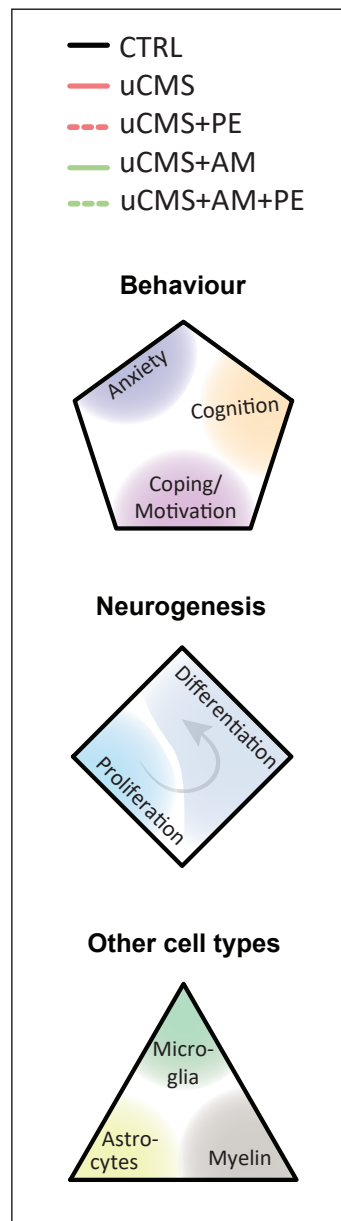 CTRL
uCMS
uCMS+PE
uCMS+AM
uCMS+AM+PE
Behaviour
Anxiety
Cognition
Coping/
Motivation
Neurogenesis
Differentiation
Proliferation
Other cell types
Micro-
glia
Astro-
cytes
Myelin